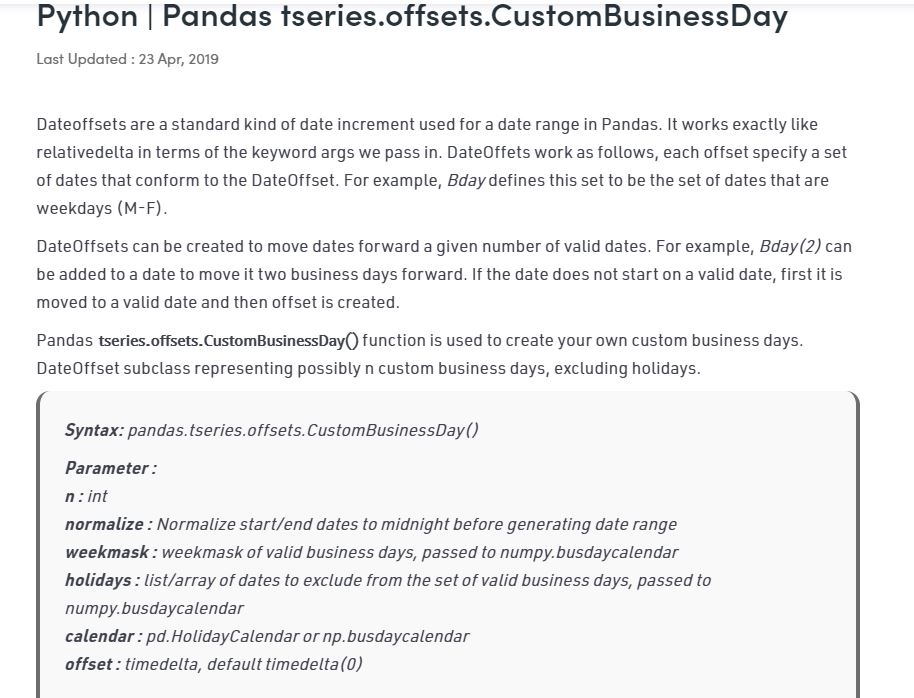 Python | Pandas tseries.offsets.CustomBusinessDay
Last Updated : 23 Apr, 2019
Dateoffsets are a standard kind of date increment used for a date range in Pandas. It works exactly like
relativedelta in terms of the keyword args we pass in. DateOffets work as follows, each offset specify a set
of dates that conform to the DateOffset. For example, Bday defines this set to be the set of dates that are
weekdays (M-F).
DateOffsets can be created to move dates forward a given number of valid dates. For example, Bday(2) can
be added to a date to move it two business days forward. If the date does not start on a valid date, first it is
moved to a valid date and then offset is created.
Pandas tseries.offsets.CustomBusinessDay() function is used to create your own custom business days.
DateOffset subclass representing possibly n custom business days, excluding holidays.
Syntax: pandas.tseries.offsets.CustomBusinessDay()
Parameter :
n : int
normalize : Normalize start/end dates to midnight before generating date range
weekmask : weekmask of valid business days, passed to numpy.busdaycalendar
holidays : list/array of dates to exclude from the set of valid business days, passed to
numpy.busdaycalendar
calendar : pd.HolidayCalendar or np.busdaycalendar
offset : timedelta, default timedelta(0)